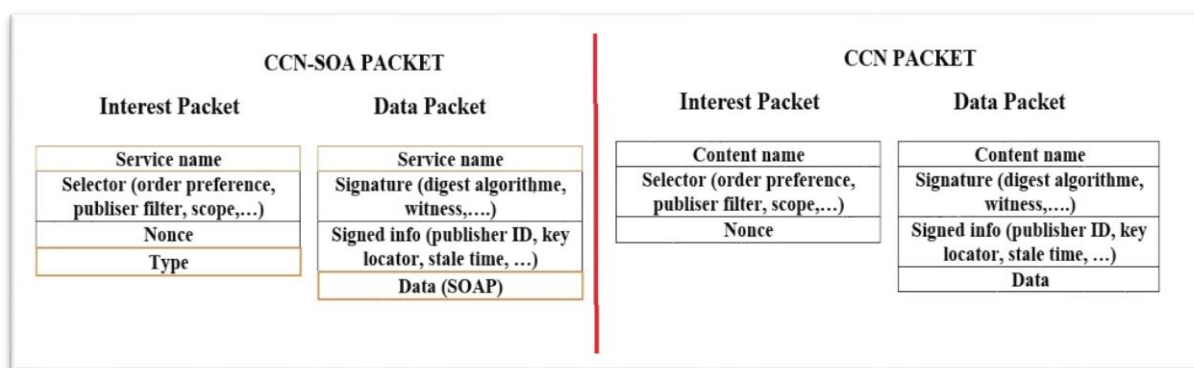 CCN-SOA PACKET
Interest Packet
Service name
Selector (order preference,
publiser filter, scope,...)
Nonce
Type
Data Packet
Service name
Signature (digest algorithme,
witness,....)
Signed info (publisher ID, key
locator, stale time, ...)
Data (SOAP)
CCN PACKET
Interest Packet
Content name
Selector (order preference,
publiser filter, scope,...)
Nonce
Data Packet
Content name
Signature (digest algorithme,
witness,....)
Signed info (publisher ID, key
locator, stale time, ...)
Data